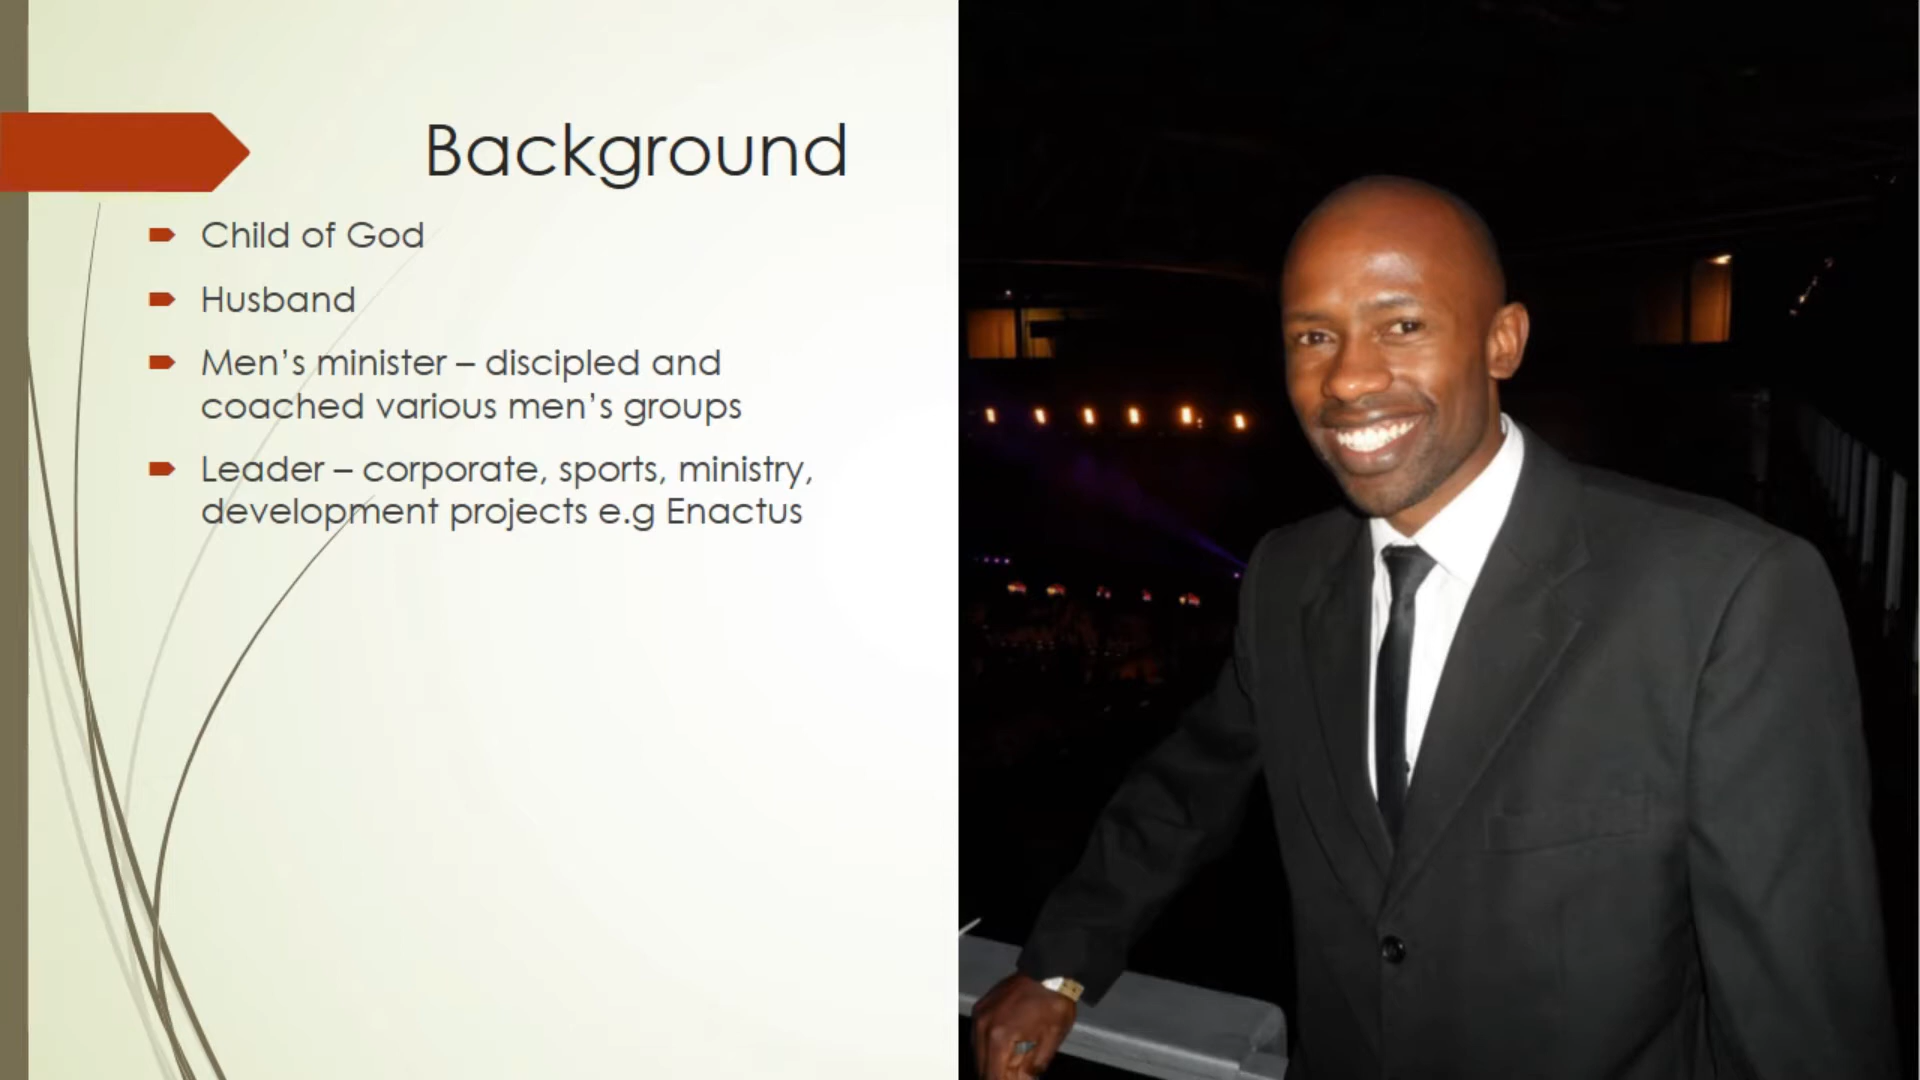 Background
Child of God
Husband
Men’s minister – discipled and
coached various men’s groups
Leader – corporate, sports, ministry,
development projects e.g Enactus